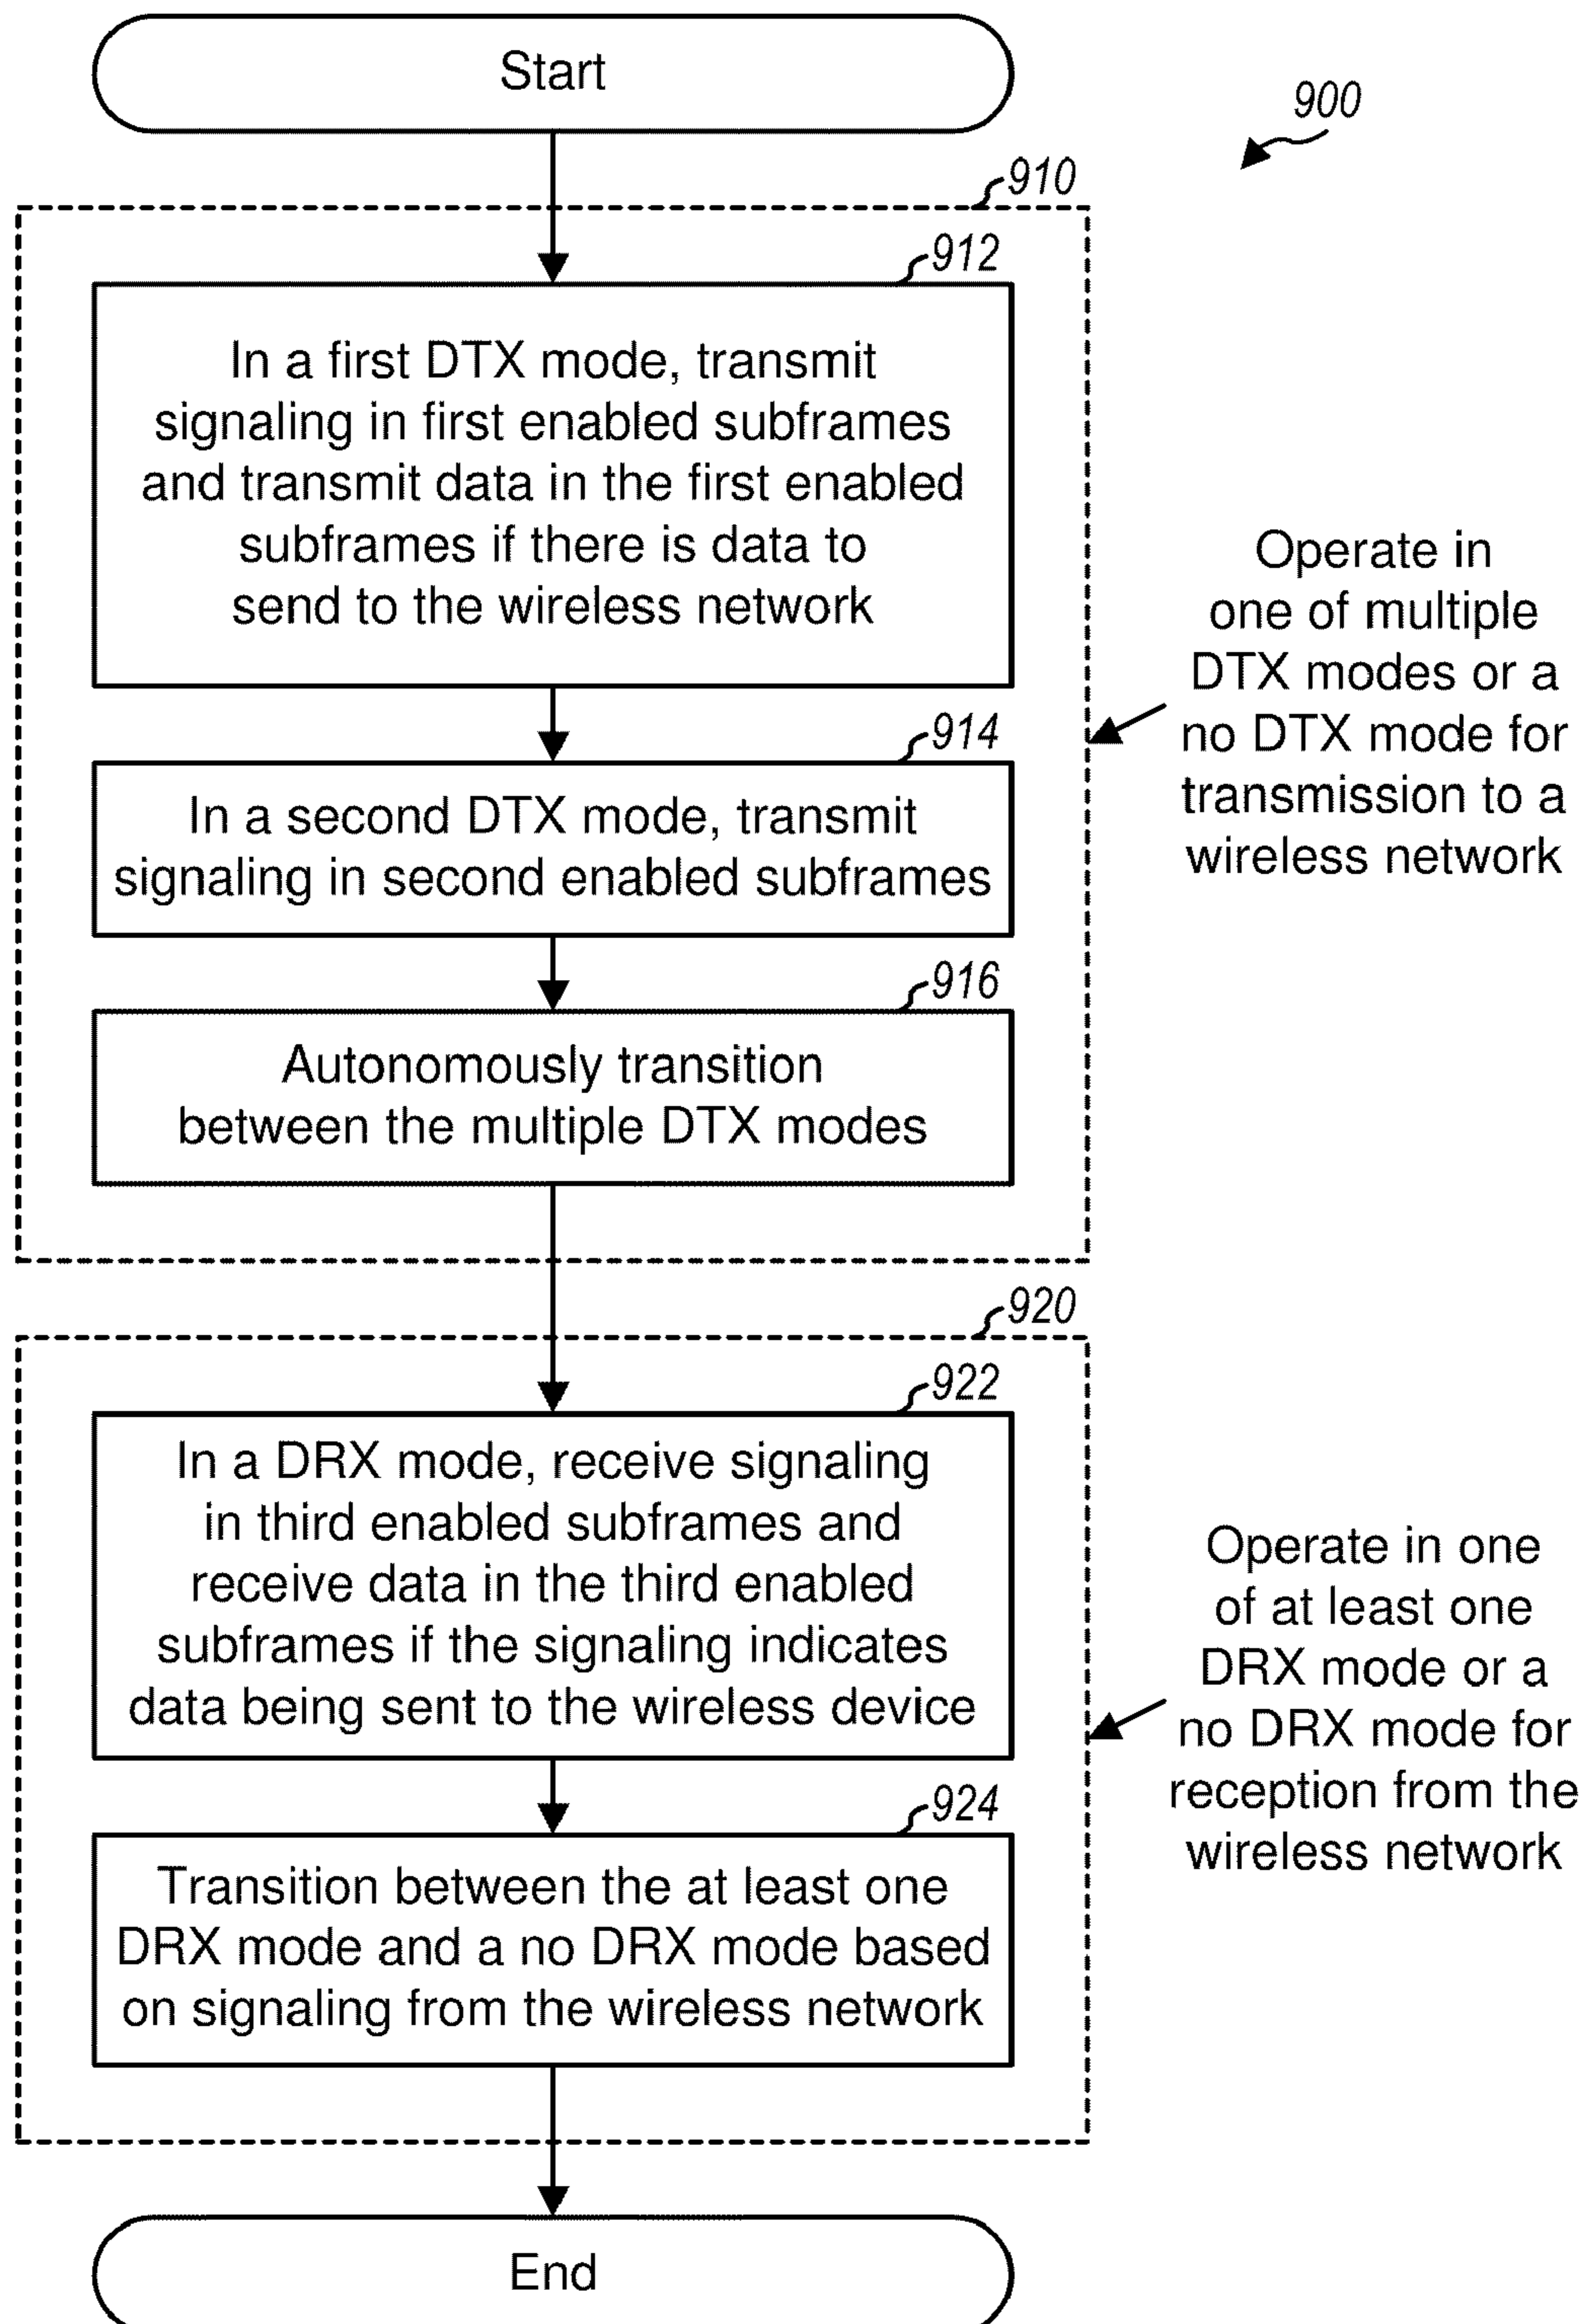 Start
900
910
912
In a first DTX mode, transmit
signaling in first enabled subframes
and transmit data in the first enabled
subframes if there is data to
send to the wireless network
Operate in
one of multiple
DTX modes or a
no DTX mode for
transmission to a
wireless network
914
In a second DTX mode, transmit
signaling in second enabled subframes
916
Autonomously transition
between the multiple DTX modes
920
922
In a DRX mode, receive signaling
in third enabled subframes and
receive data in the third enabled
subframes if the signaling indicates
data being sent to the wireless device
Operate in one
of at least one
DRX mode or a
no DRX mode for
reception from the
wireless network
924
Transition between the at least one
DRX mode and a no DRX mode based
on signaling from the wireless network
End